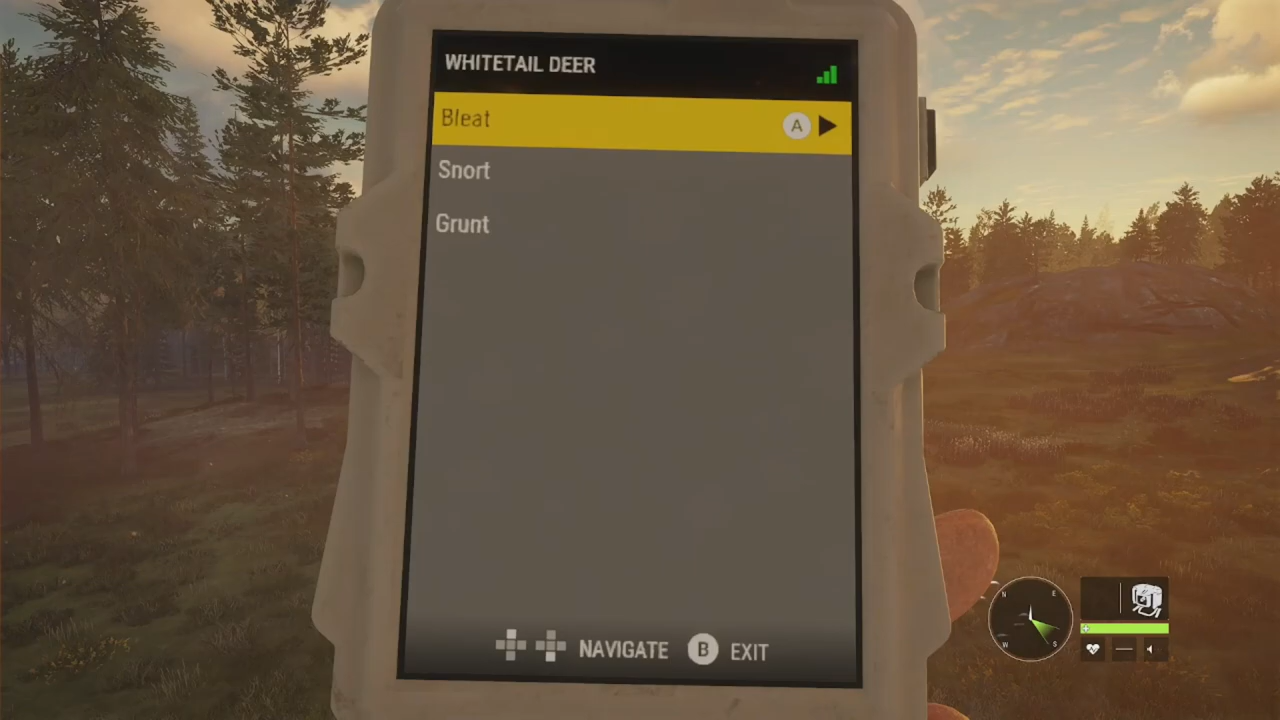 WHITETAIL DEER
Bleat A
Snort
Grunt
NAVIGATE B EXIT
N E
W S